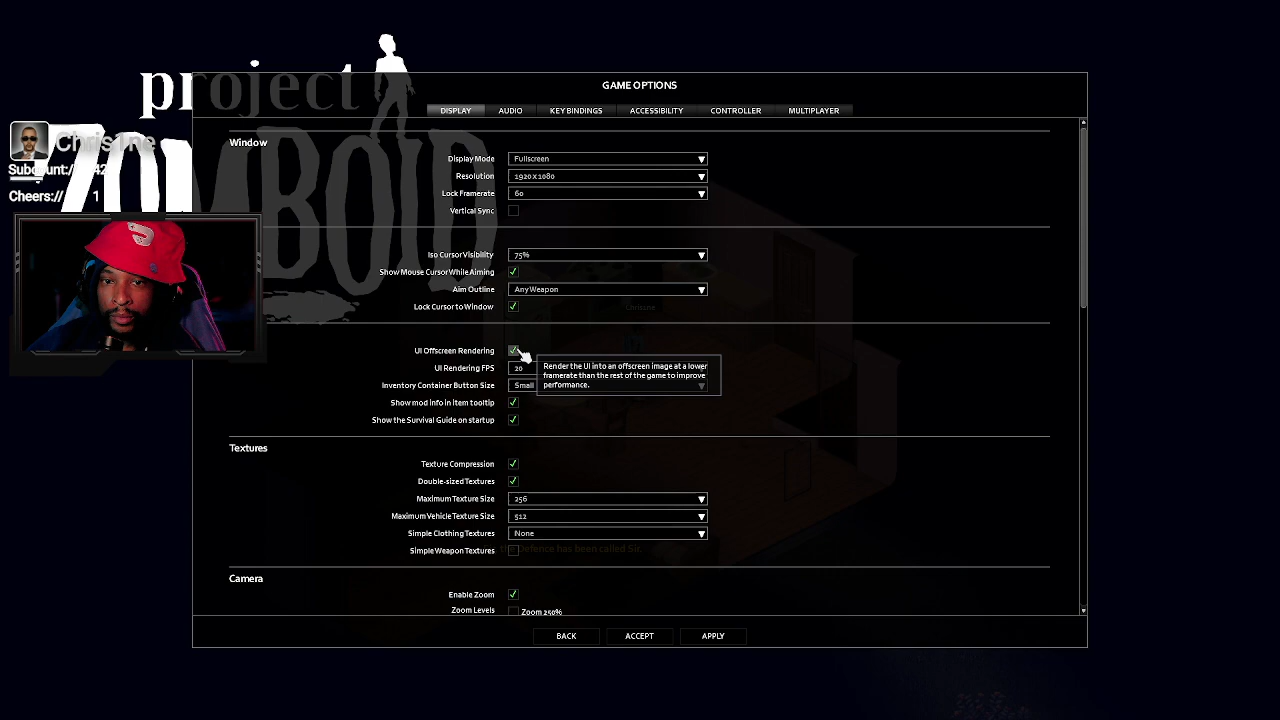 project
ZOMBOID
GAME OPTIONS
DISPLAY AUDIO KEY BINDINGS ACCESSIBILITY CONTROLLER MULTIPLAYER
Window
Display Mode Fullscreen
Resolution 1920 x 1080
Lock Framerate 60
Vertical Sync
Iso Cursor Visibility 75%
Show Mouse Cursor While Aiming
Aim Outline Any Weapon
Lock Cursor to Window
UI Offscreen Rendering
UI Rendering FPS 20
Inventory Container Button Size Small
Show mod info in item tooltip
Show the Survival Guide on startup
Render the UI into an offscreen image at a lower
framerate than the rest of the game to improve
performance.
Textures
Texture Compression
Double-sized Textures
Maximum Texture Size 256
Maximum Vehicle Texture Size 512
Simple Clothing Textures None
Simple Weapon Textures
Defence has been called Sir.
Camera
Enable Zoom
Zoom Levels Zoom 250%
BACK ACCEPT APPLY
Cheers:// 1